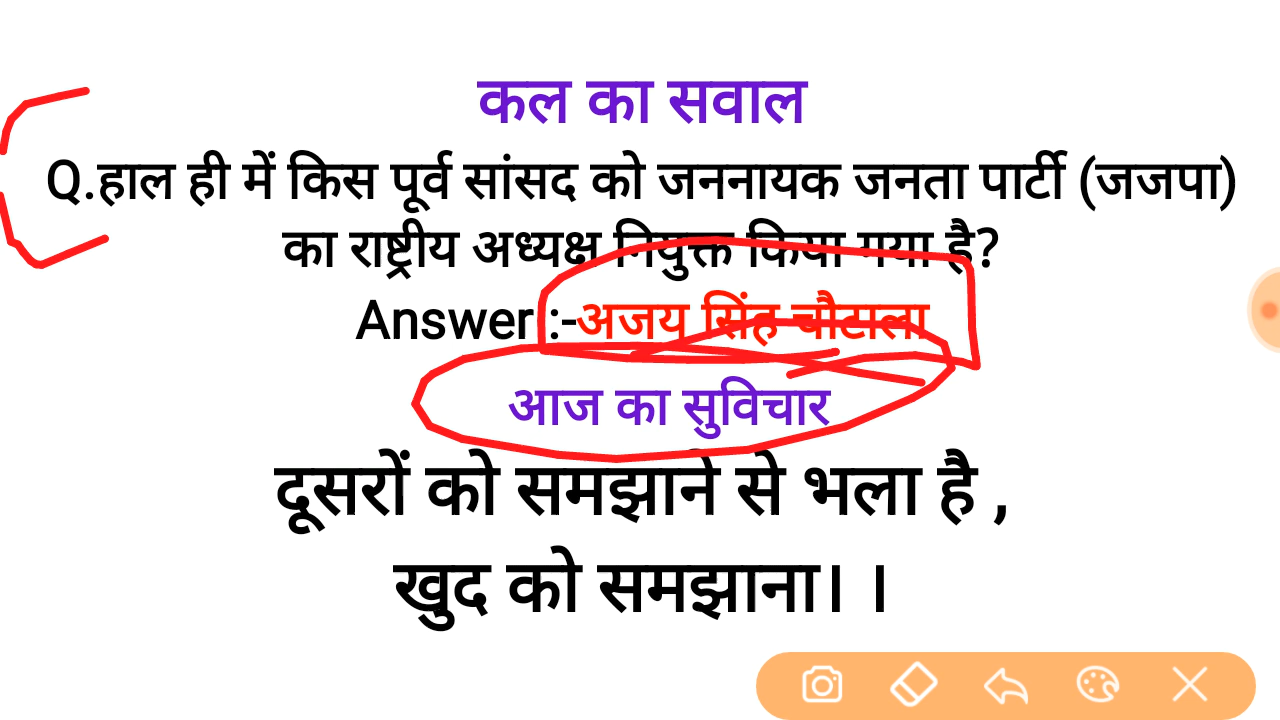 कल का सवाल
Q.हाल ही में किस पूर्व सांसद को जननायक जनता पार्टी (जजपा)
का राष्ट्रीय अध्यक्ष नियुक्त किया गया है?
Answer :-अजय सिंह चौटाला
आज का सुविचार
दूसरों को समझाने से भला है ,
खुद को समझाना। ।